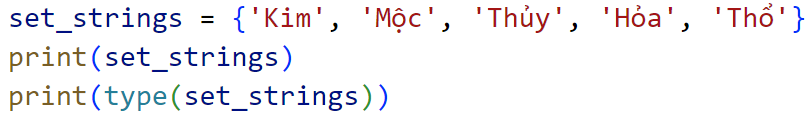 set_strings = {'Kim', 'Mộc', 'Thủy', 'Hỏa', 'Thổ'}
print(set_strings)
print(type(set_strings))